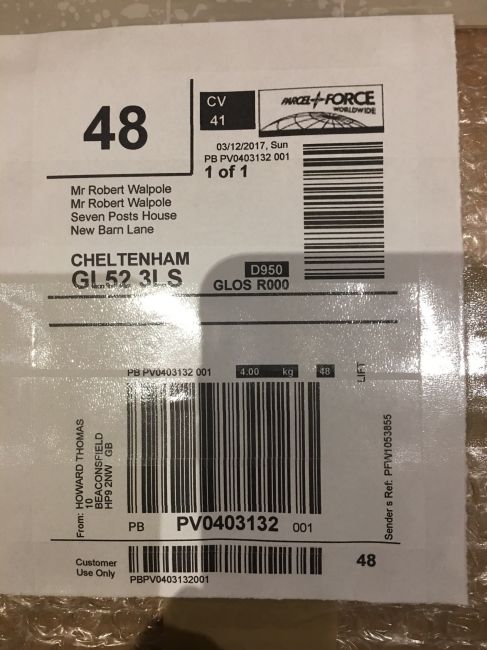 48
CV
41
PARCEL FORCE
WORLDWIDE
03/12/2017, Sun
PB PV0403132 001
1 of 1
Mr Robert Walpole
Mr Robert Walpole
Seven Posts House
New Barn Lane
CHELTENHAM
GL52 3LS
D950
GLOS R000
PB PV0403132 001
4.00 kg
48
LIFT
From: HOWARD THOMAS
10
BEACONSFIELD
HP9 2NW GB
Sender s Ref: PFW1053855
PB PV0403132 001
Customer
Use Only
PBPV0403132001
48